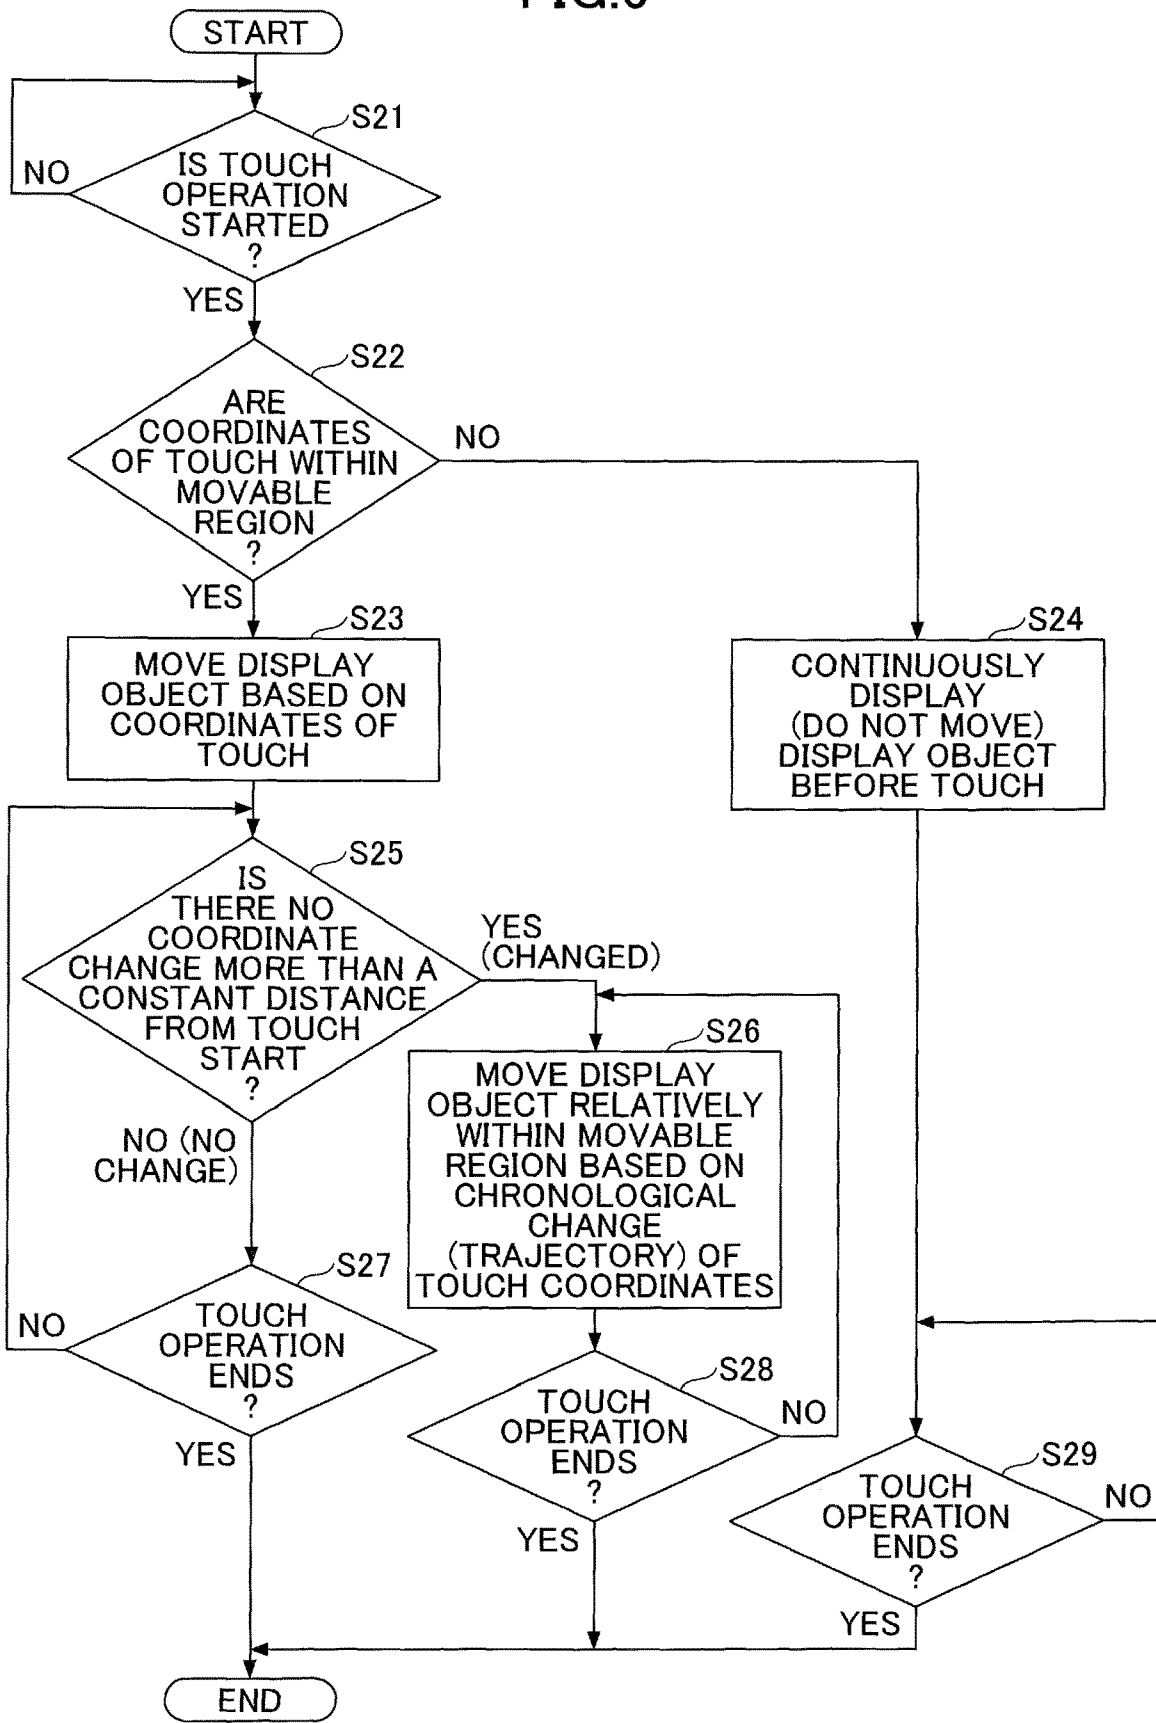 START
S21
NO
IS TOUCH
OPERATION
STARTED
?
YES
S22
ARE
COORDINATES
OF TOUCH WITHIN
MOVABLE
REGION
?
NO
YES
S23
MOVE DISPLAY
OBJECT BASED ON
COORDINATES OF
TOUCH
S24
CONTINUOUSLY
DISPLAY
(DO NOT MOVE)
DISPLAY OBJECT
BEFORE TOUCH
S25
IS
THERE NO
COORDINATE
CHANGE MORE THAN A
CONSTANT DISTANCE
FROM TOUCH
START
?
YES
(CHANGED)
NO (NO
CHANGE)
S26
MOVE DISPLAY
OBJECT RELATIVELY
WITHIN MOVABLE
REGION BASED ON
CHRONOLOGICAL
CHANGE
(TRAJECTORY) OF
TOUCH COORDINATES
S27
NO
TOUCH
OPERATION
ENDS
?
YES
S28
TOUCH
OPERATION
ENDS
?
NO
YES
S29
TOUCH
OPERATION
ENDS
?
NO
YES
END